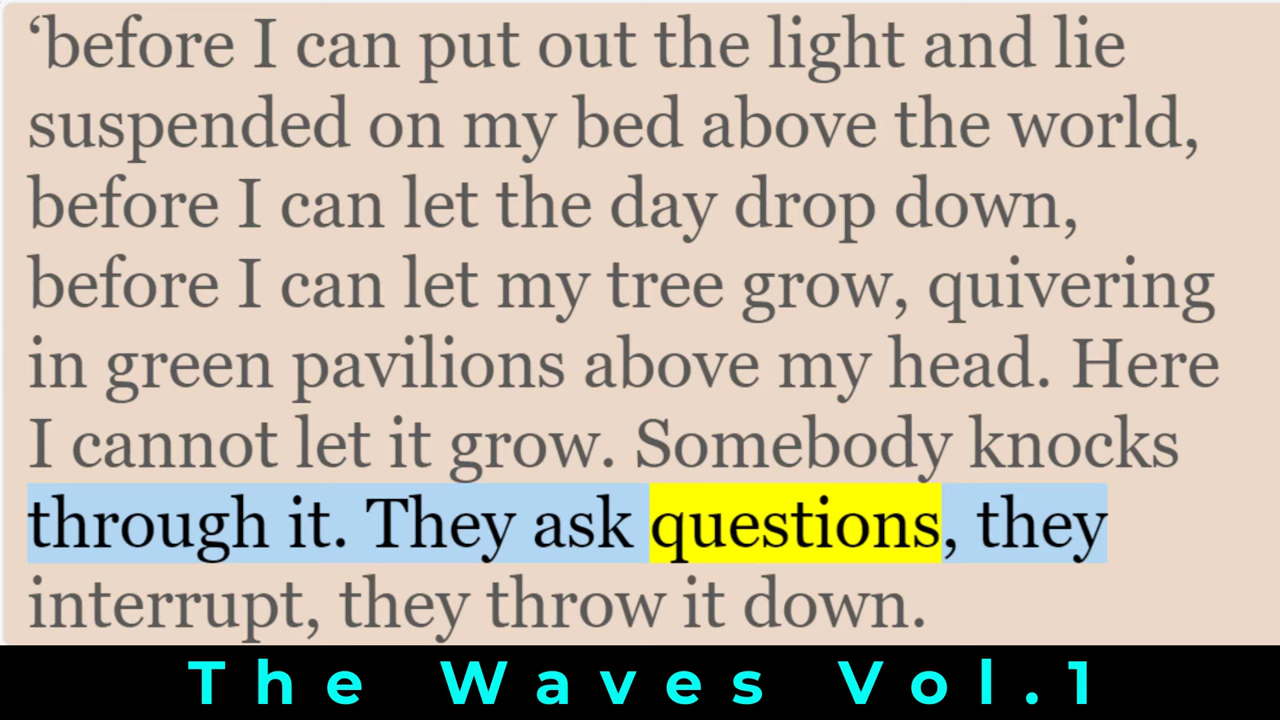 ‘before I can put out the light and lie
suspended on my bed above the world,
before I can let the day drop down,
before I can let my tree grow, quivering
in green pavilions above my head. Here
I cannot let it grow. Somebody knocks
through it. They ask questions, they
interrupt, they throw it down.
The Waves Vol.1